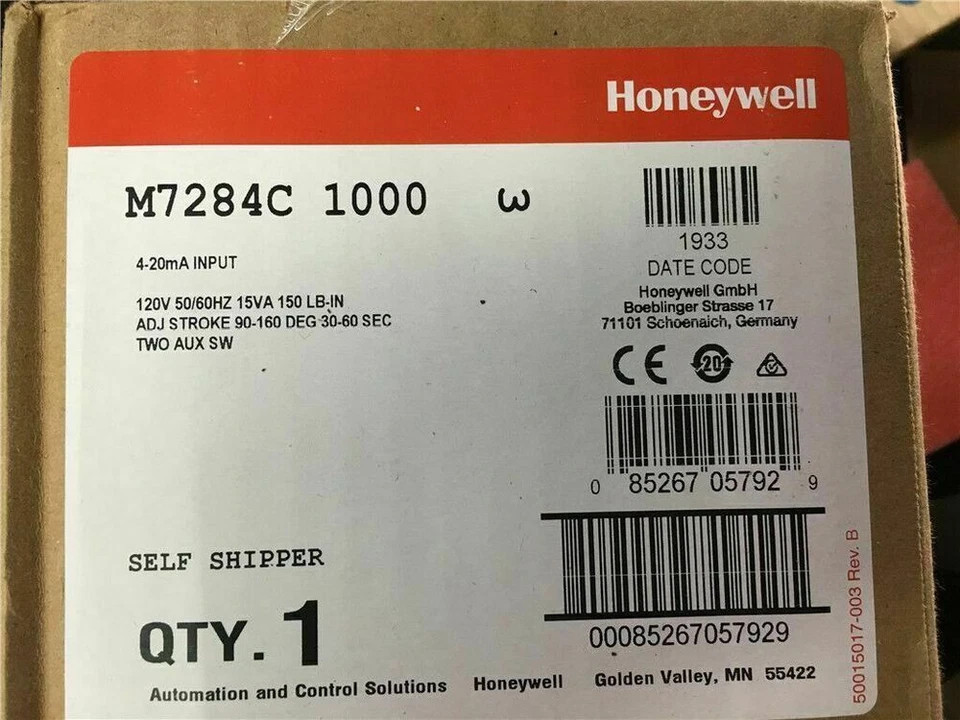 Honeywell
M7284C 1000 3
4-20mA INPUT
120V 50/60HZ 15VA 150 LB-IN
ADJ STROKE 90-160 DEG 30-60 SEC
TWO AUX SW
1933
DATE CODE
Honeywell GmbH
Boeblinger Strasse 17
71101 Schoenaich, Germany
CE 20
0 85267 05792 9
SELF SHIPPER
QTY. 1
00085267057929
Automation and Control Solutions Honeywell Golden Valley, MN 55422
50015017-003 Rev. B